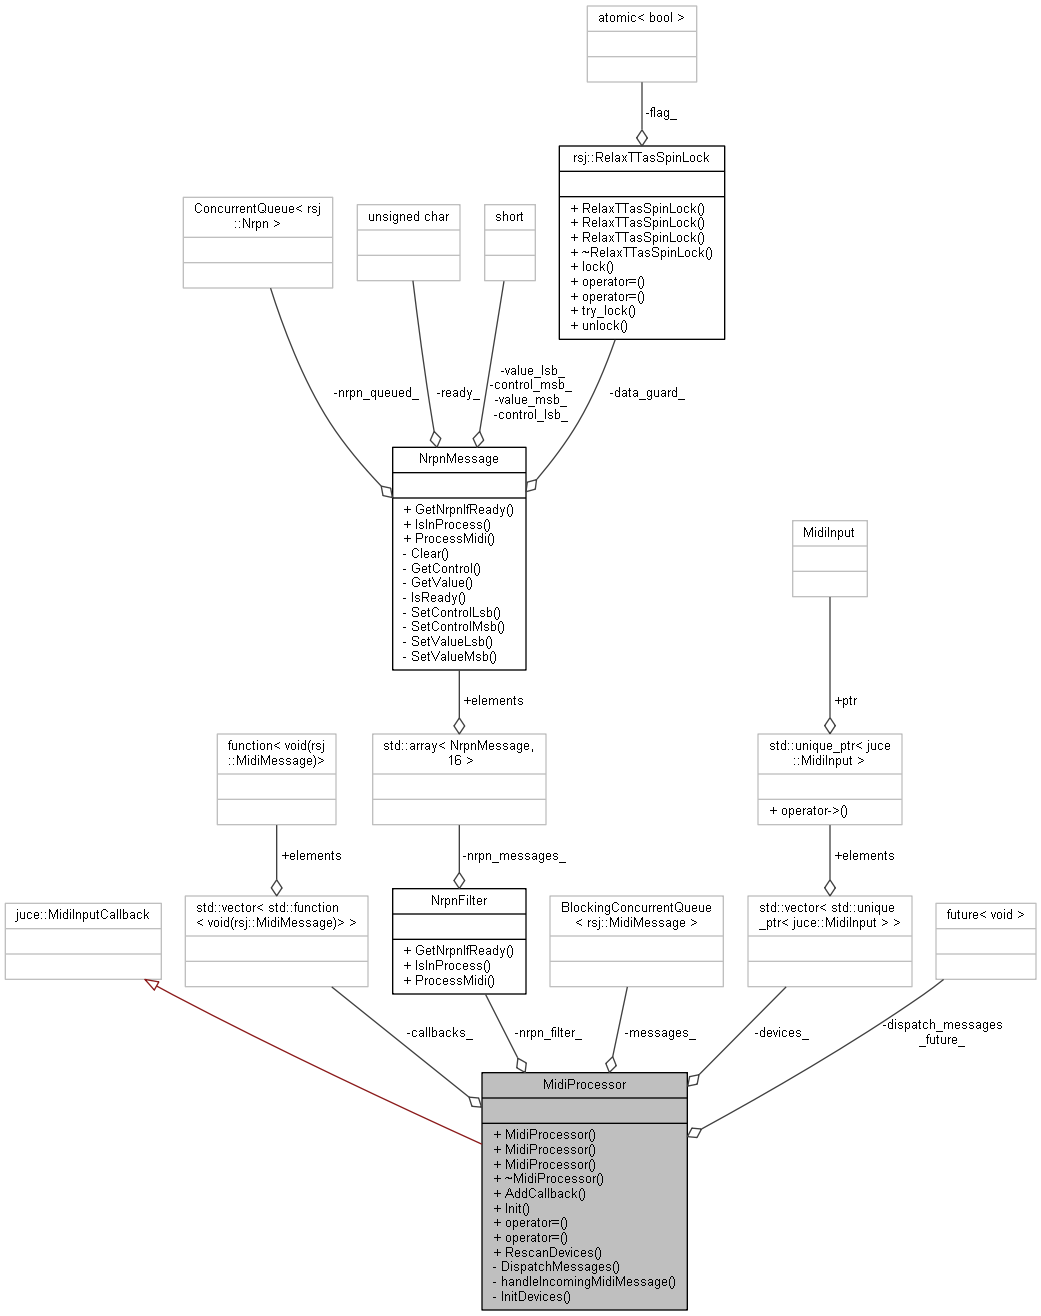 atomic< bool >
-flag_
rsj::RelaxTTasSpinLock
+ RelaxTTasSpinLock()
+ RelaxTTasSpinLock()
+ RelaxTTasSpinLock()
+ ~RelaxTTasSpinLock()
+ lock()
+ operator=()
+ operator=()
+ try_lock()
+ unlock()
ConcurrentQueue< rsj
::Nrpn >
unsigned char
short
-nrpn_queued_
-ready_
-value_lsb_
-control_msb_
-value_msb_
-control_lsb_
-data_guard_
NrpnMessage
+ GetNrpnIfReady()
+ IsInProcess()
+ ProcessMidi()
- Clear()
- GetControl()
- GetValue()
- IsReady()
- SetControlLsb()
- SetControlMsb()
- SetValueLsb()
- SetValueMsb()
MidiInput
+elements
+ptr
function< void(rsj
::MidiMessage)>
std::array< NrpnMessage,
16 >
std::unique_ptr< juce
::MidiInput >
+ operator->()
+elements
-nrpn_messages_
+elements
juce::MidiInputCallback
std::vector< std::function
< void(rsj::MidiMessage)> >
NrpnFilter
+ GetNrpnIfReady()
+ IsInProcess()
+ ProcessMidi()
BlockingConcurrentQueue
< rsj::MidiMessage >
std::vector< std::unique
_ptr< juce::MidiInput > >
future< void >
-callbacks_
-nrpn_filter_
-messages_
-devices_
-dispatch_messages
_future_
MidiProcessor
+ MidiProcessor()
+ MidiProcessor()
+ MidiProcessor()
+ ~MidiProcessor()
+ AddCallback()
+ Init()
+ operator=()
+ operator=()
+ RescanDevices()
- DispatchMessages()
- handleIncomingMidiMessage()
- InitDevices()